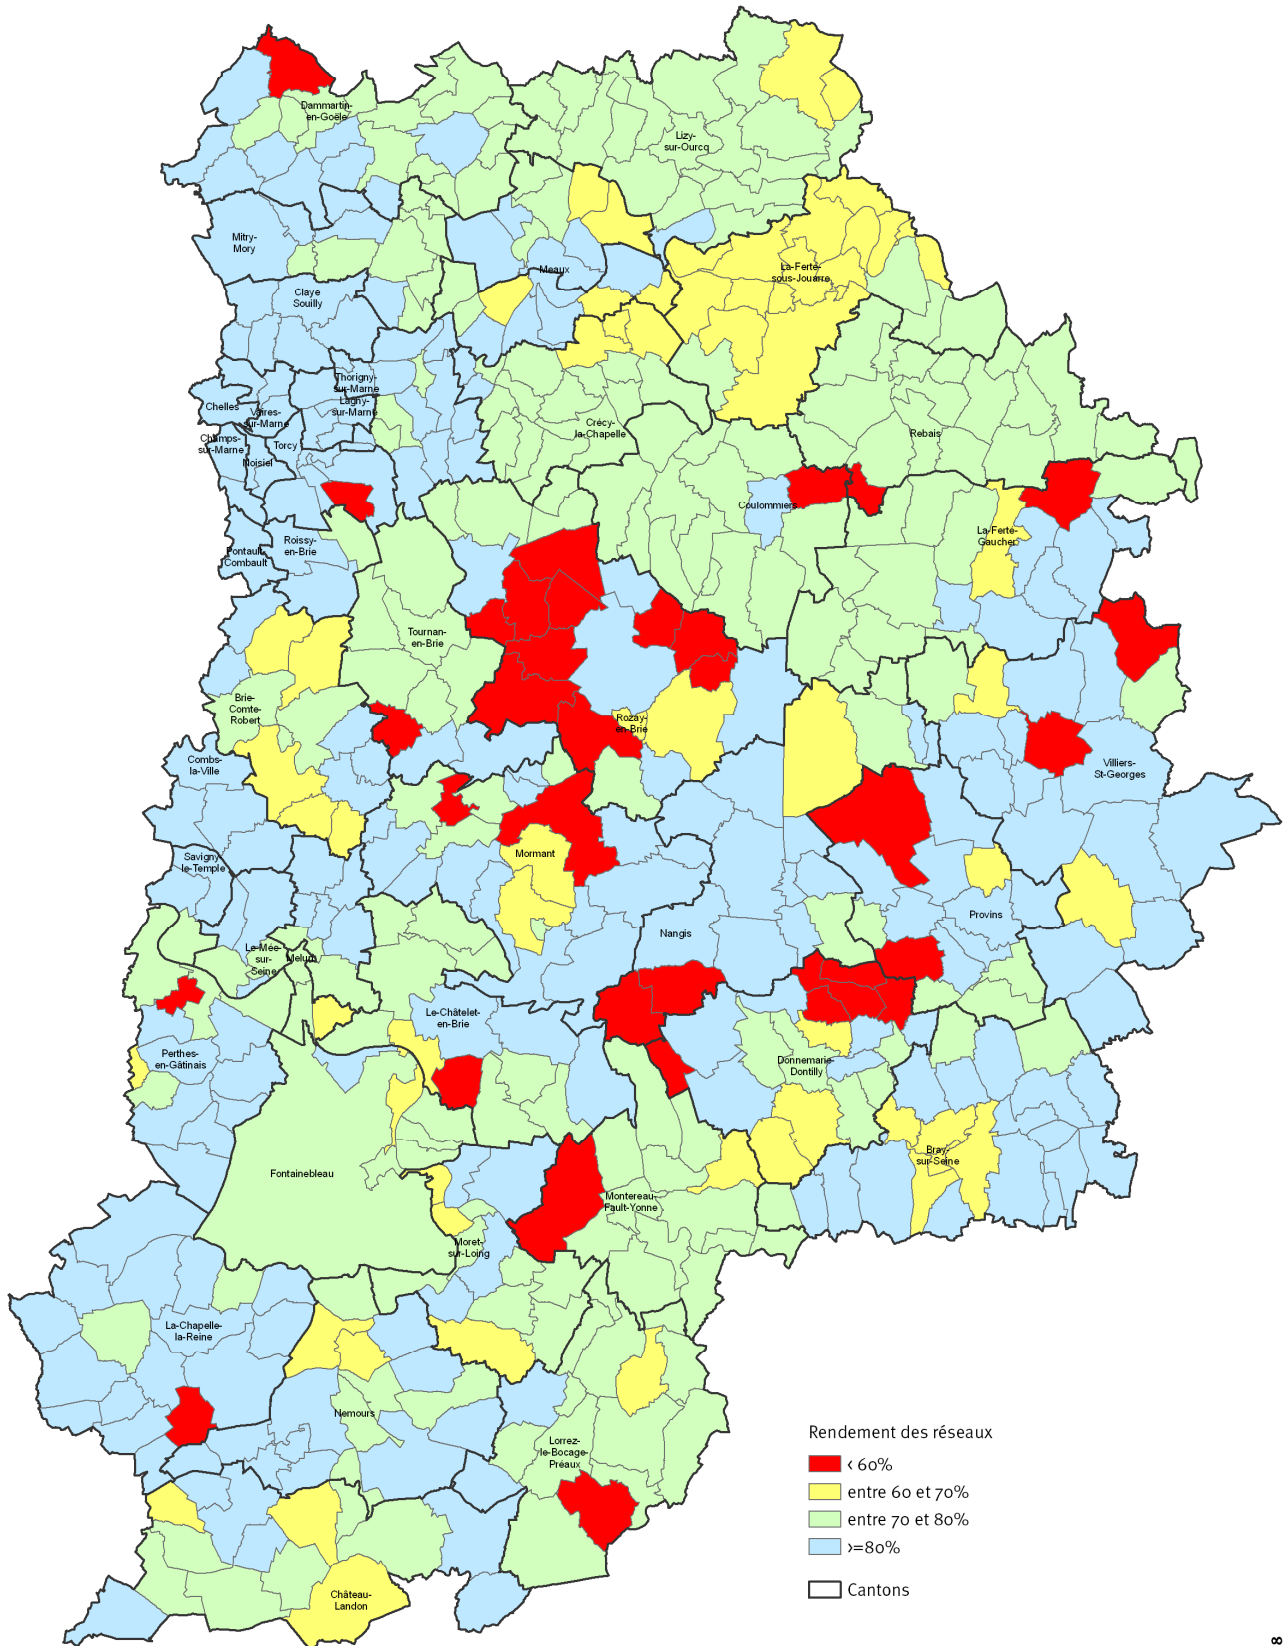 Dammartin-
en-Goële
Lizy-
sur-Ourcq
Mitry-
Mory
Meaux
La-Ferté-
sous-Jouarre
Claye
Souilly
Thorigny-
sur-Marne
Lagny-
sur-Marne
Chelles
Vaires-
sur-Marne
Champs-
sur-Marne
Torcy
Noisiel
Crécy-
la-Chapelle
Rebais
Coulommiers
La-Ferté-
Gaucher
Roissy-
en-Brie
Pontault
Combault
Tournan-
en-Brie
Brie-
Comte-
Robert
Rozay-
en-Brie
Combs-
la-Ville
Villiers-
St-Georges
Mormant
Savigny-
le-Temple
Provins
Nangis
Le-Mée-
sur-
Seine
Melun
Le-Châtelet-
en-Brie
Perthes-
en-Gâtinais
Donnemarie-
Dontilly
Bray-
sur-Seine
Fontainebleau
Montereau-
Fault-Yonne
Moret-
sur-Loing
La-Chapelle-
la-Reine
Nemours
Lorrez-
le-Bocage-
Préaux
Château-
Landon
Rendement des réseaux
< 60%
entre 60 et 70%
entre 70 et 80%
>=80%
Cantons
8